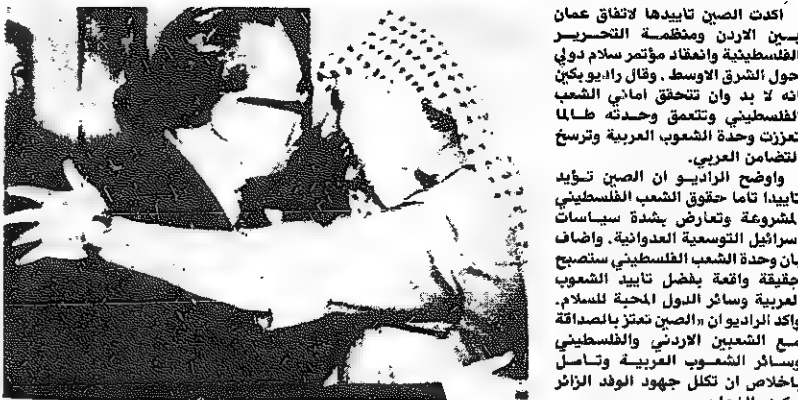 اكدت الصين تاييدها لاتفاق عمان
بين الاردن ومنظمة التحرير
الفلسطينية وانعقاد مؤتمر سلام دولي
حول الشرق الاوسط . وقال راديو بكين
انه لا بد وان تتحقق اماني الشعب
الفلسطيني وتتعمق وحدته طالما
تعززت وحدة الشعوب العربية وترسخ
التضامن العربي.
واوضح الراديو ان الصين تؤيد
تاييدا تاما حقوق الشعب الفلسطيني
المشروعة وتعارض بشدة سياسات
اسرائيل التوسعية العدوانية. واضاف
بان وحدة الشعب الفلسطيني ستصبح
حقيقة واقعة بفضل تاييد الشعوب
العربية وسائر الدول المحبة للسلام.
واكد الراديو ان «الصين تعتز بالصداقة
مع الشعبين الاردني والفلسطيني
وسائر الشعوب العربية وتامل
باخلاص ان تكلل جهود الوفد الزائر